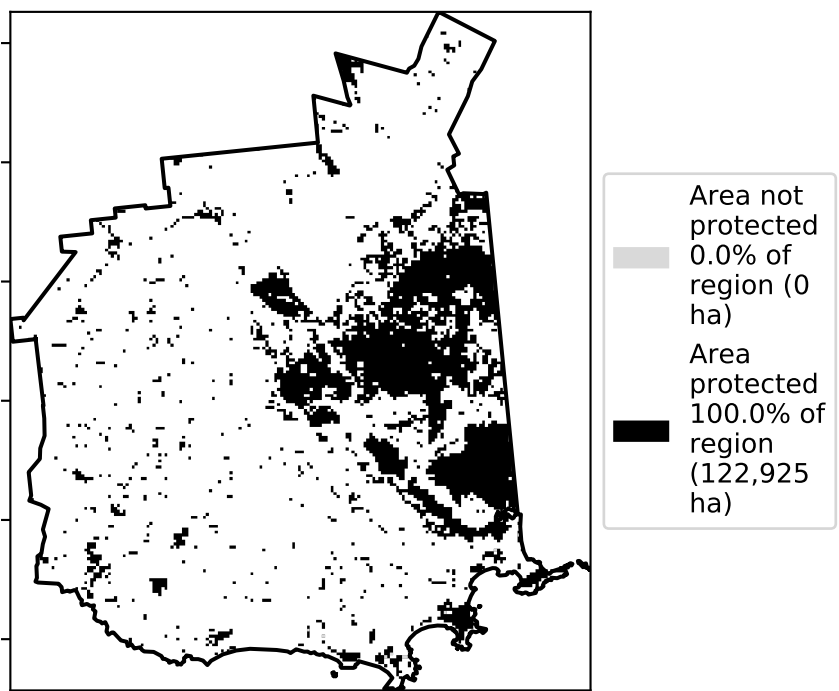 Area not
protected
0.0% of
region (0
ha)
Area
protected
100.0% of
region
(122,925
ha)